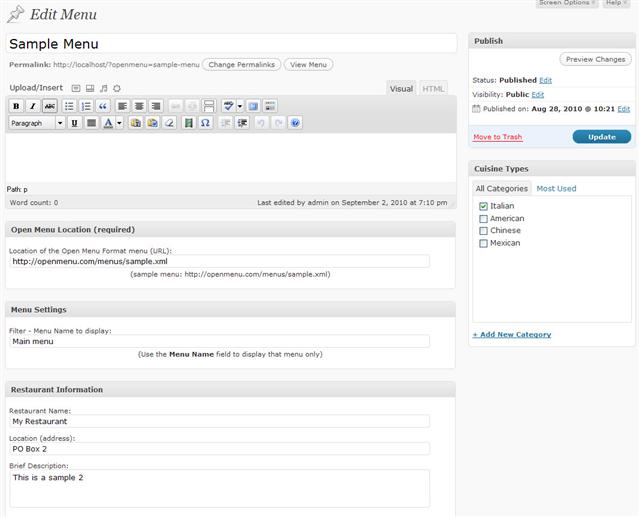 Screen Options
Help
Edit Menu
Sample Menu
Permalink: http://localhost/?openmenu=sample-menu Change Permalinks View Menu
Upload/Insert Visual HTML
B I ABC
Paragraph U A
Path: p
Word count: 0 Last edited by admin on September 2, 2010 at 7:10 pm
Open Menu Location (required)
Location of the Open Menu Format menu (URL):
http://openmenu.com/menus/sample.xml
(sample menu: http://openmenu.com/menus/sample.xml)
Menu Settings
Filter - Menu Name to display:
Main menu
(Use the Menu Name field to display that menu only)
Restaurant Information
Restaurant Name:
My Restaurant
Location (address):
PO Box 2
Brief Description:
This is a sample 2
Publish
Preview Changes
Status: Published Edit
Visibility: Public Edit
Published on: Aug 28, 2010 @ 10:21 Edit
Move to Trash Update
Cuisine Types
All Categories Most Used
Italian
American
Chinese
Mexican
+ Add New Category